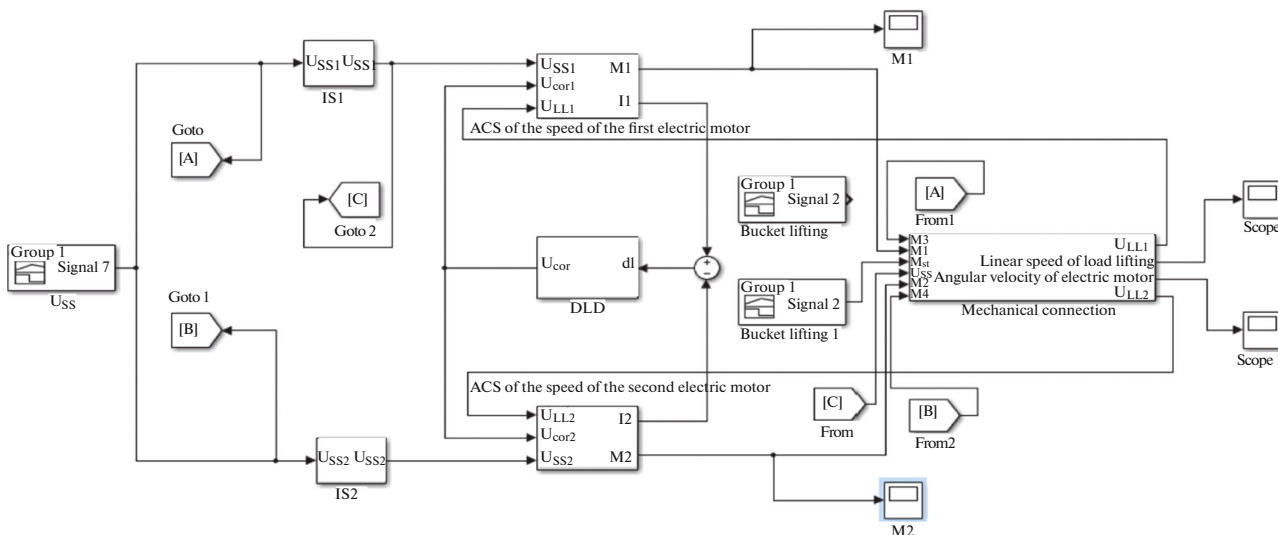 M1
USS1 USS1
IS1
USS1
Ucor1
ULL1
M1
I1
ACS of the speed of the first electric motor
Goto
[A]
[C]
Goto 2
Group 1
Signal 2
Bucket lifting
[A]
From1
Scope
Group 1
Signal 7
USS
Ucor
dI
DLD
+
−
Group 1
Signal 2
Bucket lifting 1
M3
M1
Mst
USS
M2
M4
ULL1
Linear speed of load lifting
Angular velocity of electric motor
ULL2
Mechanical connection
Goto 1
[B]
Scope
ACS of the speed of the second electric motor
[C]
From
[B]
From2
ULL2
Ucor2
USS2
I2
M2
USS2 USS2
IS2
M2